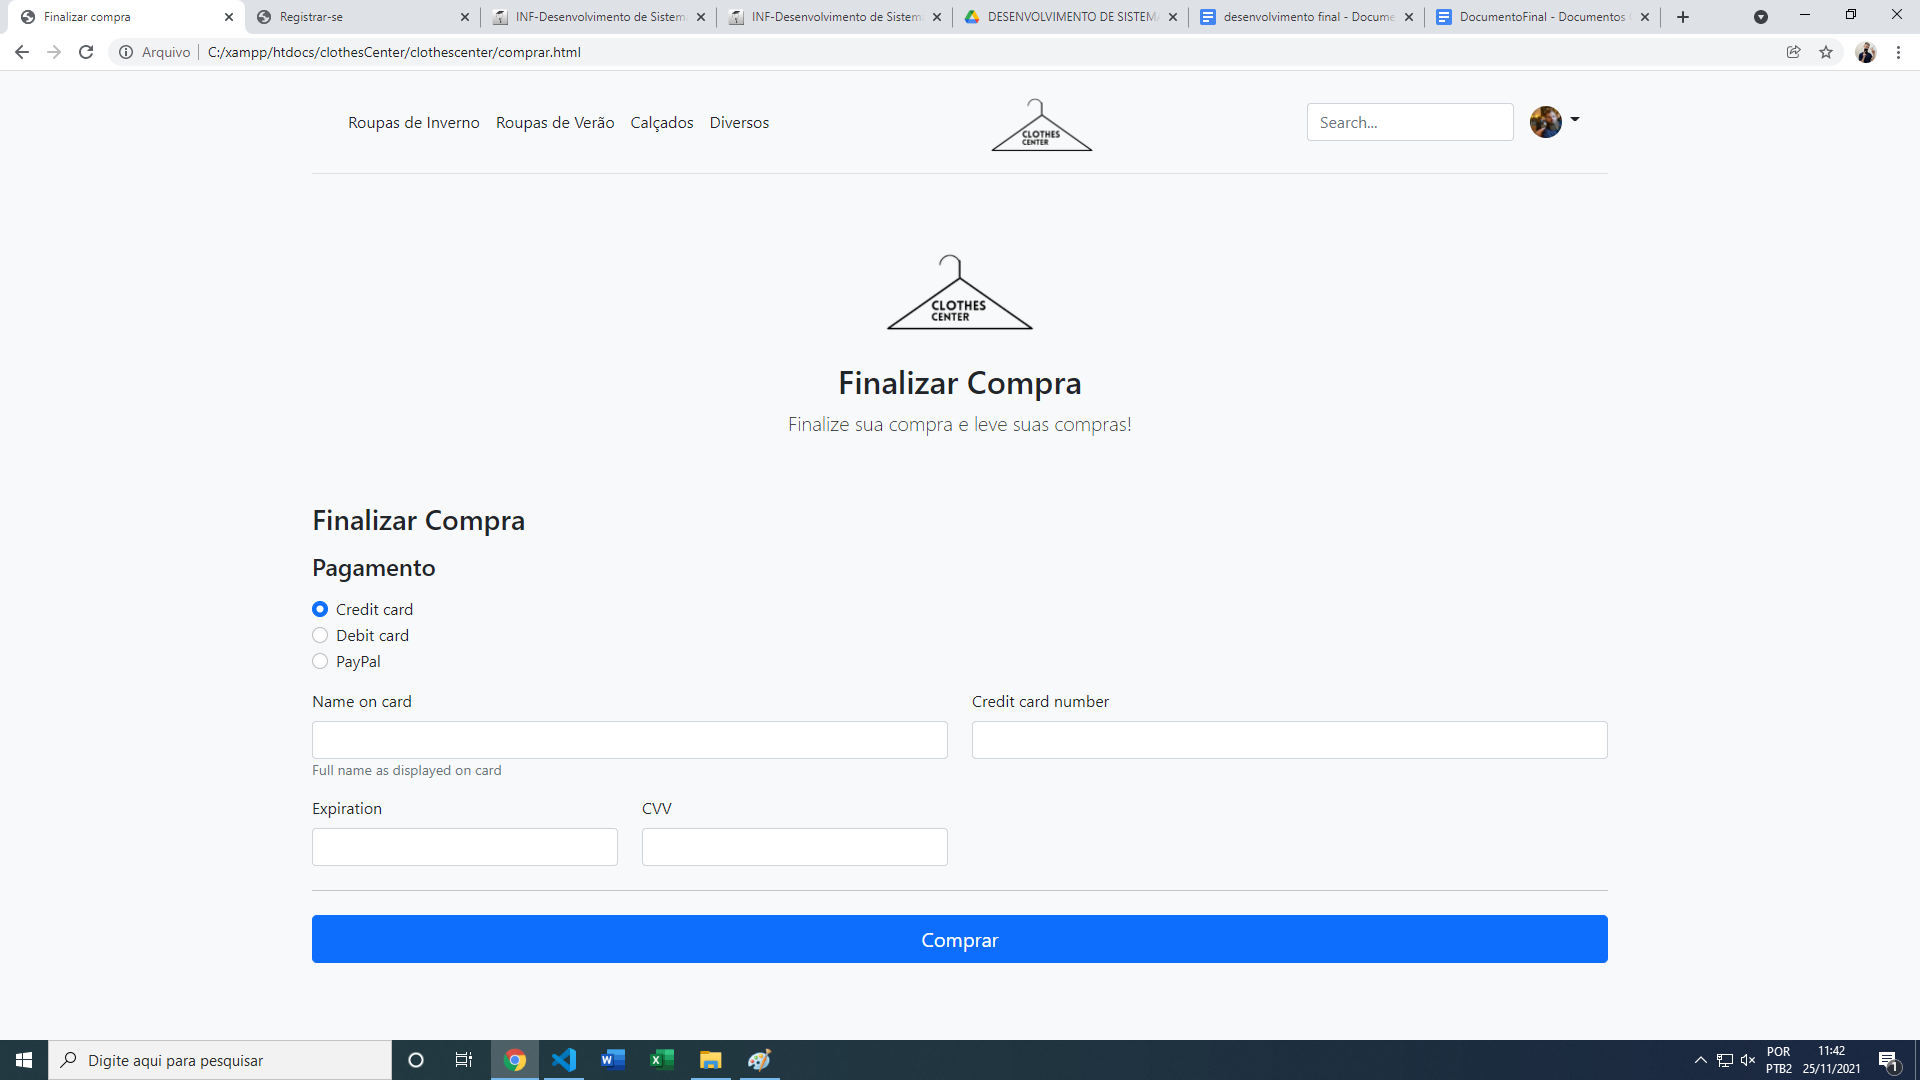 Finalizar compra
Registrar-se
INF-Desenvolvimento de Sistema
INF-Desenvolvimento de Sistema
DESENVOLVIMENTO DE SISTEMA
desenvolvimento final - Docume
DocumentoFinal - Documentos
Arquivo
C:/xampp/htdocs/clothesCenter/clothescenter/comprar.html
Roupas de Inverno Roupas de Verão Calçados Diversos
CLOTHES
CENTER
Search...
CLOTHES
CENTER
Finalizar Compra
Finalize sua compra e leve suas compras!
Finalizar Compra
Pagamento
Credit card
Debit card
PayPal
Name on card
Credit card number
Full name as displayed on card
Expiration
CVV
Comprar
Digite aqui para pesquisar
POR
PTB2
11:42
25/11/2021
1